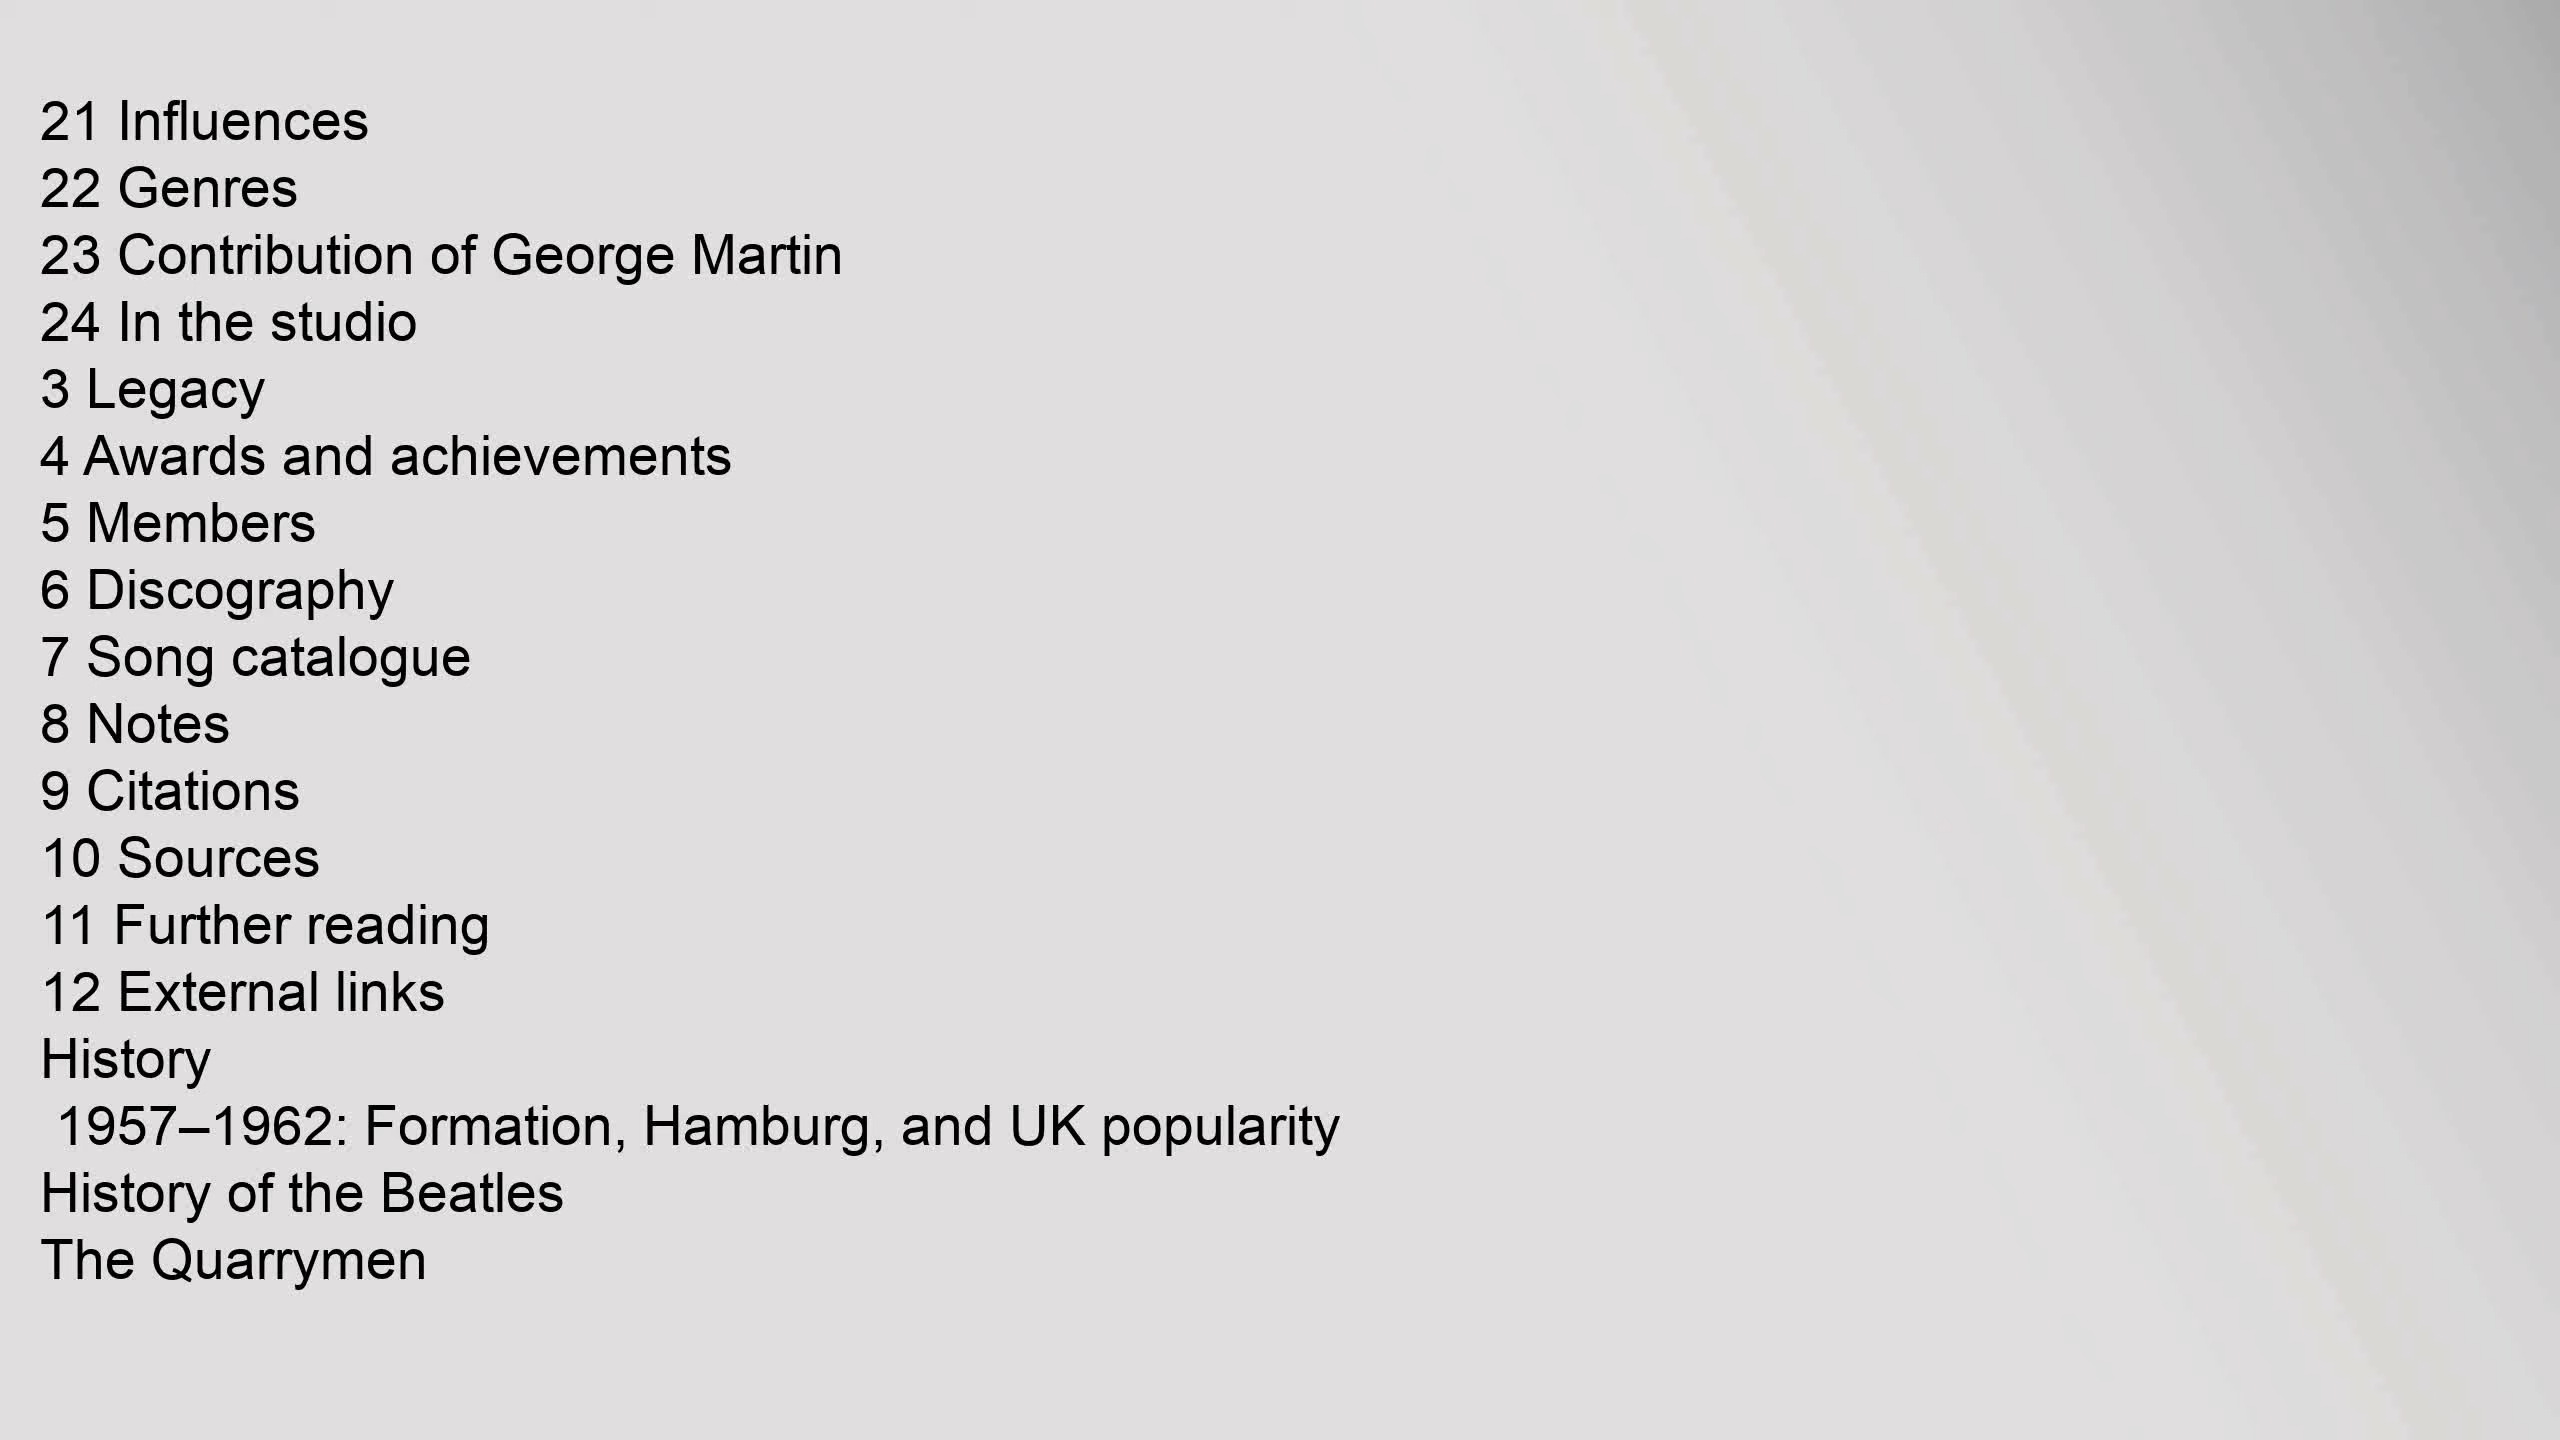 21 Influences
22 Genres
23 Contribution of George Martin
24 In the studio
3 Legacy
4 Awards and achievements
5 Members
6 Discography
7 Song catalogue
8 Notes
9 Citations
10 Sources
11 Further reading
12 External links
History
1957–1962: Formation, Hamburg, and UK popularity
History of the Beatles
The Quarrymen